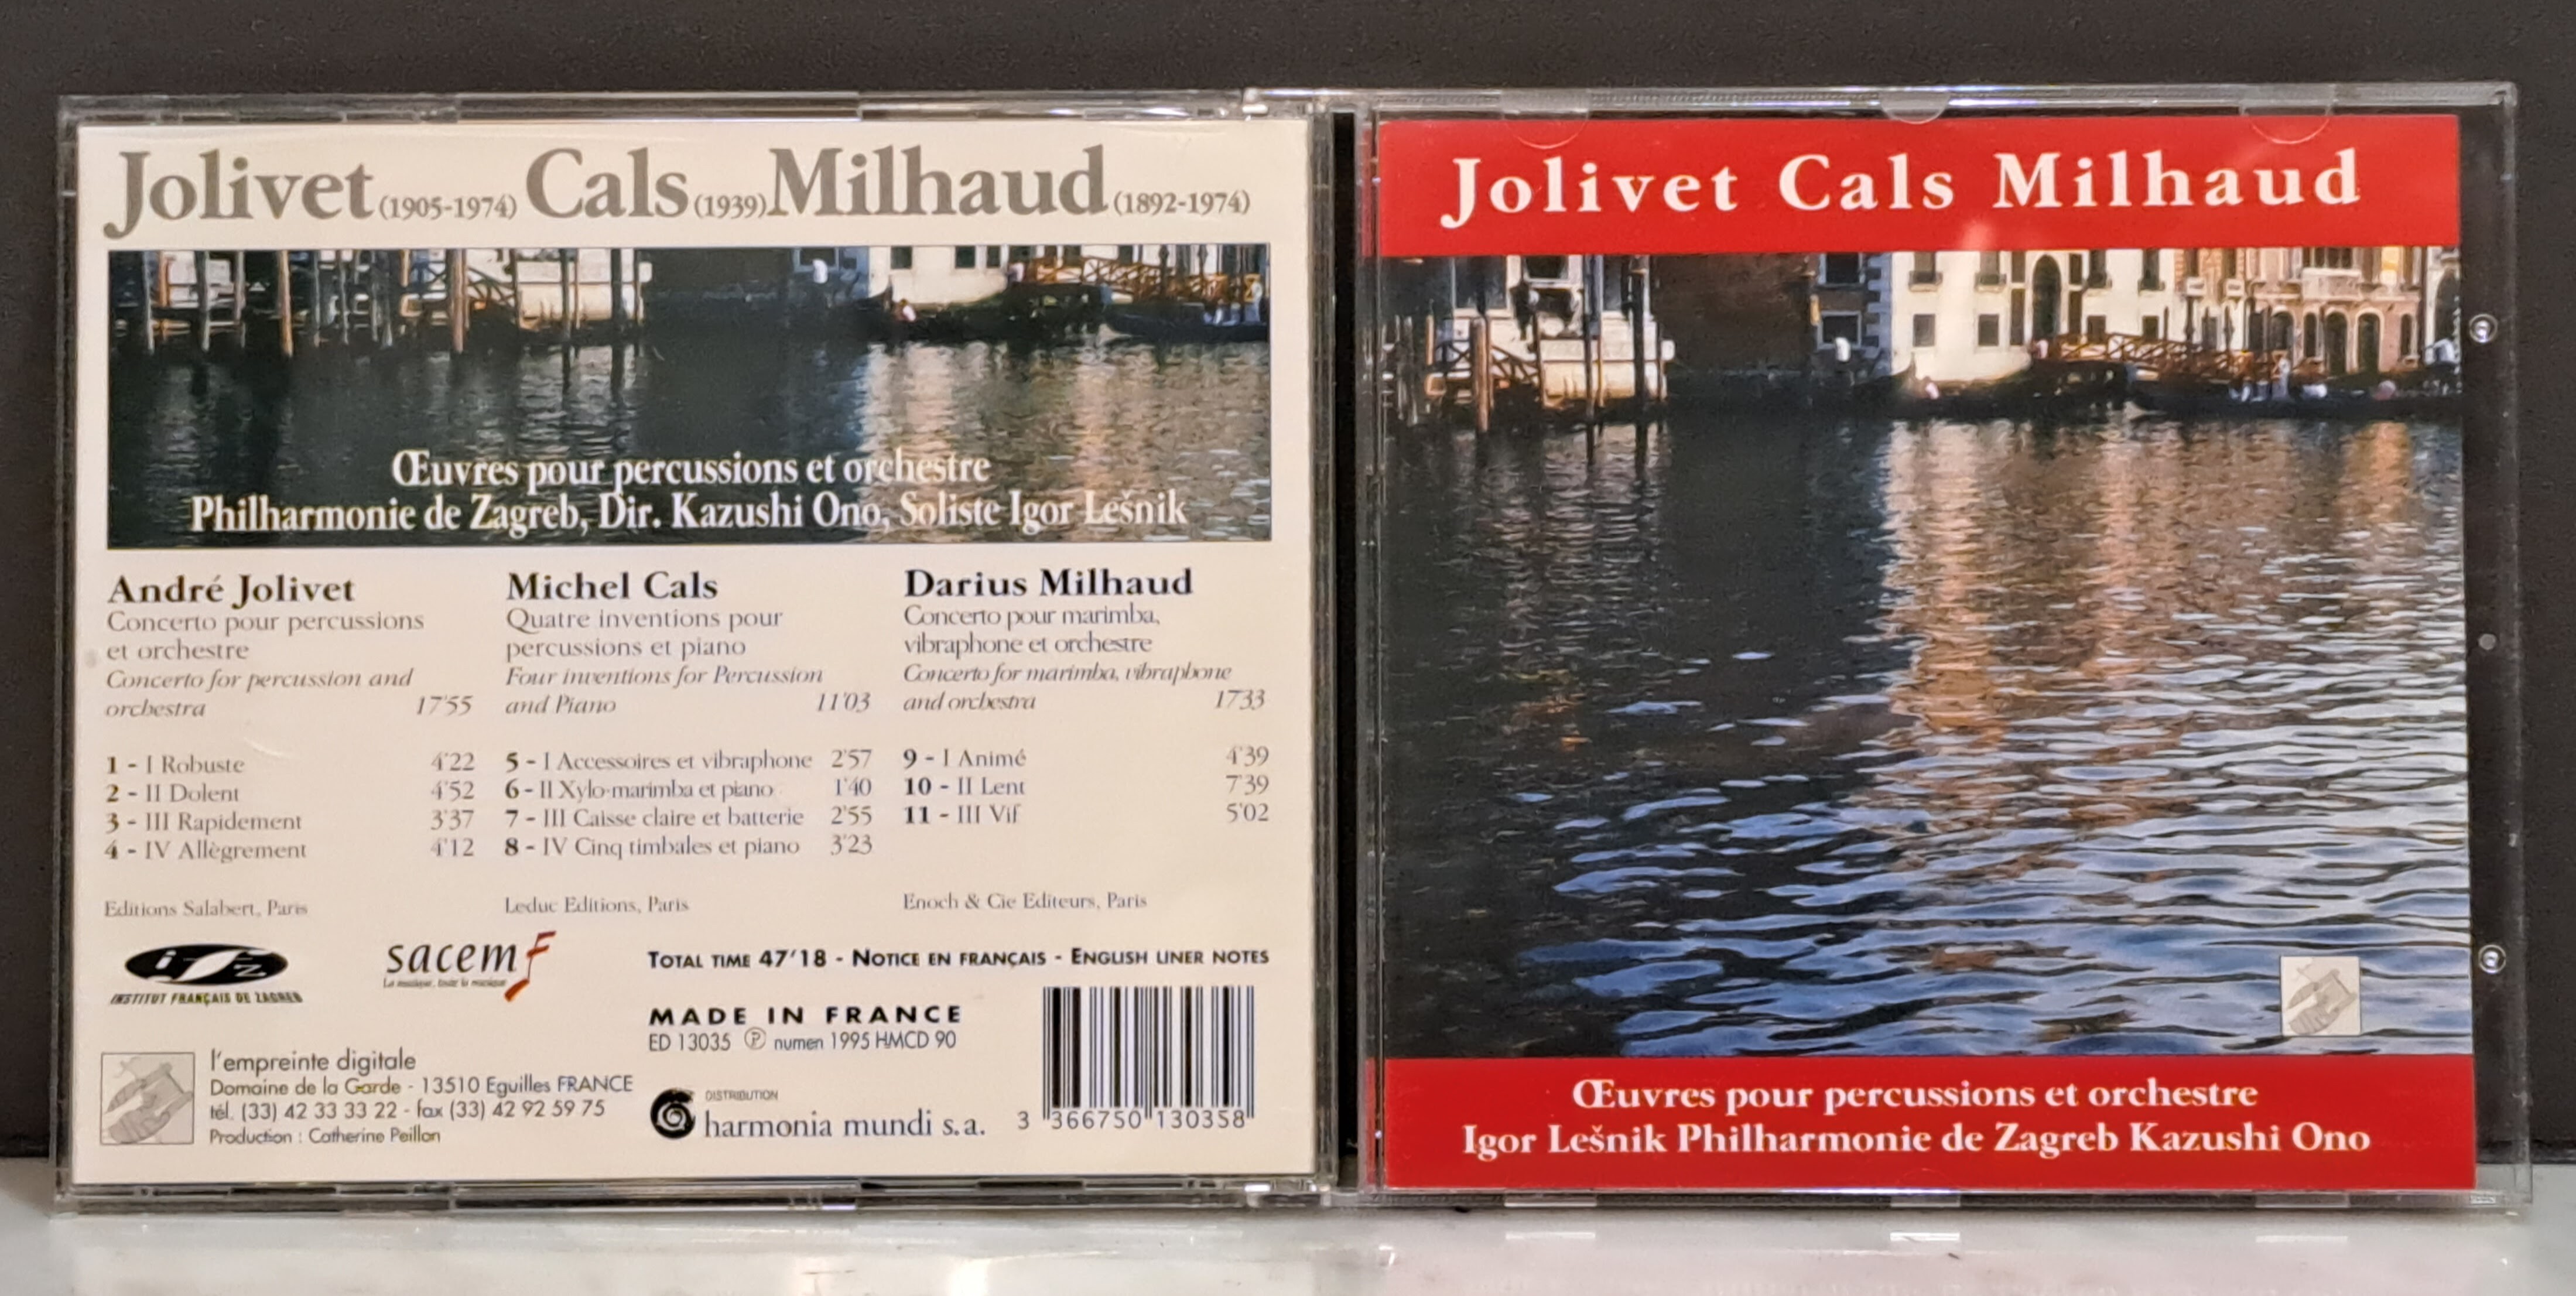 Jolivet (1905-1974) Cals (1939) Milhaud (1892-1974)
Œuvres pour percussions et orchestre
Philharmonie de Zagreb, Dir. Kazushi Ono, Soliste Igor Lešnik
André Jolivet
Concerto pour percussions
et orchestre
Concerto for percussion and
orchestra 17'55
1 - I Robuste 4'22
2 - II Dolent 4'52
3 - III Rapidement 3'37
4 - IV Allègrement 4'12
Editions Salabert, Paris
Michel Cals
Quatre inventions pour
percussions et piano
Four inventions for Percussion
and Piano 11'03
5 - I Accessoires et vibraphone 2'57
6 - II Xylo-marimba et piano 1'40
7 - III Caisse claire et batterie 2'55
8 - IV Cinq timbales et piano 3'23
Leduc Editions, Paris
Darius Milhaud
Concerto pour marimba,
vibraphone et orchestre
Concerto for marimba, vibraphone
and orchestra 17'33
9 - I Animé 4'39
10 - II Lent 7'39
11 - III Vif 5'02
Enoch & Cie Editeurs, Paris
ifz
INSTITUT FRANÇAIS DE ZAGREB
sacem
La musique, toute la musique
TOTAL TIME 47'18 - NOTICE EN FRANÇAIS - ENGLISH LINER NOTES
MADE IN FRANCE
ED 13035 ℗ numen 1995 HMCD 90
l'empreinte digitale
Domaine de la Garde - 13510 Eguilles FRANCE
tél. (33) 42 33 33 22 - fax (33) 42 92 59 75
Production : Catherine Peillon
DISTRIBUTION
harmonia mundi s.a.
3 366750 130358
Jolivet Cals Milhaud
Œuvres pour percussions et orchestre
Igor Lešnik Philharmonie de Zagreb Kazushi Ono